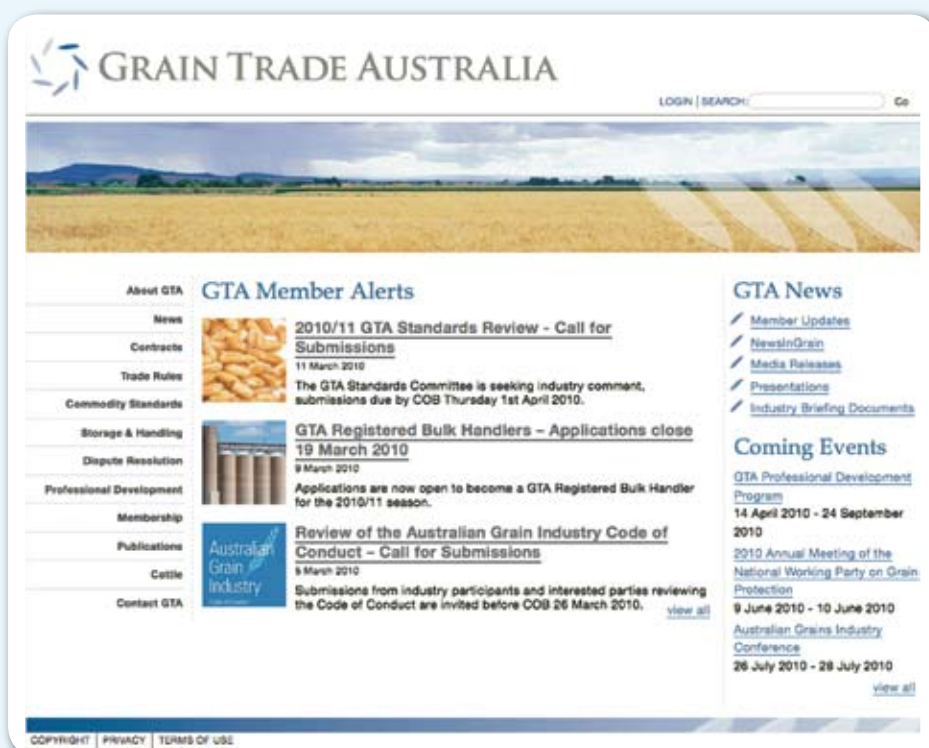 GRAIN TRADE AUSTRALIA
LOGIN | SEARCH: Go
About GTA
News
Contracts
Trade Rules
Commodity Standards
Storage & Handling
Dispute Resolution
Professional Development
Membership
Publications
Cattle
Contact GTA
GTA Member Alerts
2010/11 GTA Standards Review - Call for
Submissions
11 March 2010
The GTA Standards Committee is seeking industry comment,
submissions due by COB Thursday 1st April 2010.
GTA Registered Bulk Handlers – Applications close
19 March 2010
9 March 2010
Applications are now open to become a GTA Registered Bulk Handler
for the 2010/11 season.
Australian
Grain
Industry
Review of the Australian Grain Industry Code of
Conduct – Call for Submissions
5 March 2010
Submissions from industry participants and interested parties reviewing
the Code of Conduct are invited before COB 26 March 2010.
view all
GTA News
Member Updates
NewsInGrain
Media Releases
Presentations
Industry Briefing Documents
Coming Events
GTA Professional Development
Program
14 April 2010 - 24 September
2010
2010 Annual Meeting of the
National Working Party on Grain
Protection
9 June 2010 - 10 June 2010
Australian Grains Industry
Conference
26 July 2010 - 28 July 2010
view all
COPYRIGHT | PRIVACY | TERMS OF USE